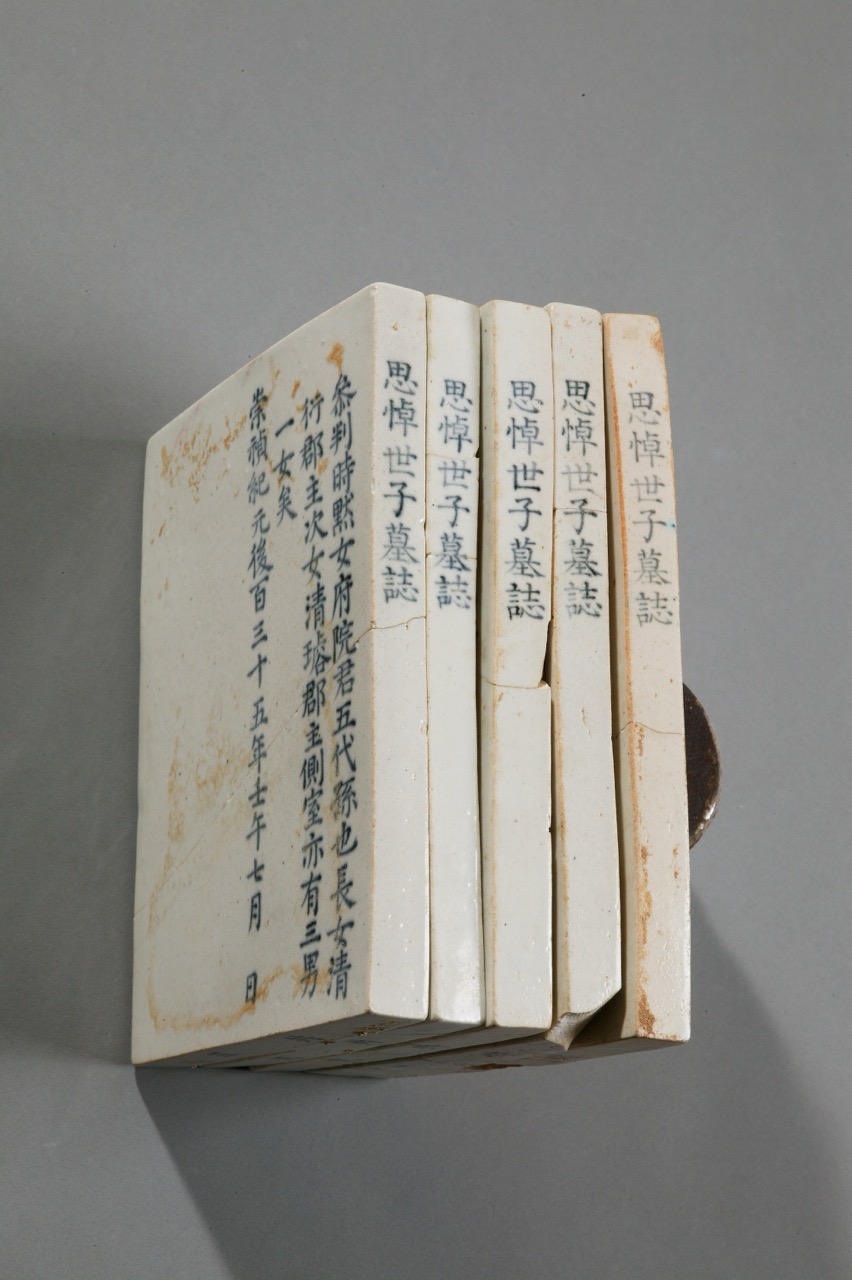 思悼世子墓誌
思悼世子墓誌
思悼世子墓誌
思悼世子墓誌
思悼世子墓誌
叅判時黙女府院君五代孫也長女清
衍郡主次女清璿郡主側室亦有三男
一女矣
崇禎紀元後百三十五年壬午七月 日